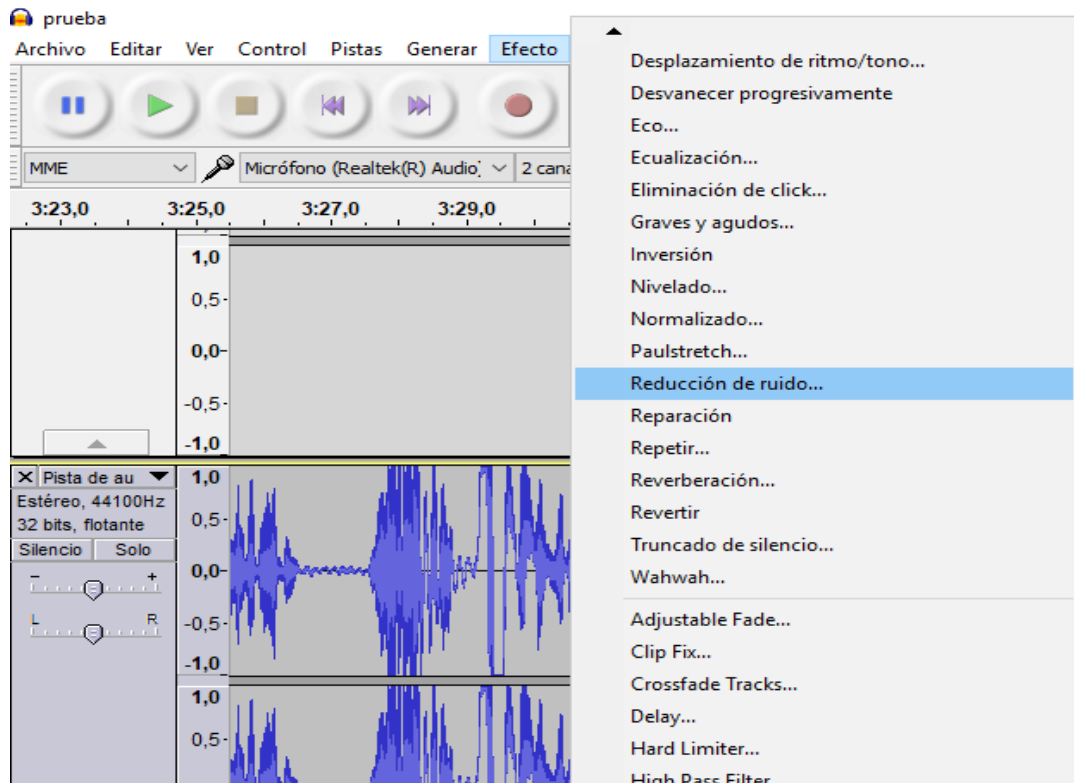 prueba
Archivo Editar Ver Control Pistas Generar Efecto
MME Micrófono (Realtek(R) Audio) 2 cana
3:23,0 3:25,0 3:27,0 3:29,0
1,0
0,5
0,0
-0,5
-1,0
Pista de au
Estéreo, 44100Hz
32 bits, flotante
Silencio Solo
- +
L R
1,0
0,5
0,0
-0,5
-1,0
1,0
0,5
Desplazamiento de ritmo/tono...
Desvanecer progresivamente
Eco...
Ecualización...
Eliminación de click...
Graves y agudos...
Inversión
Nivelado...
Normalizado...
Paulstretch...
Reducción de ruido...
Reparación
Repetir...
Reverberación...
Revertir
Truncado de silencio...
Wahwah...
Adjustable Fade...
Clip Fix...
Crossfade Tracks...
Delay...
Hard Limiter...
High Pass Filter